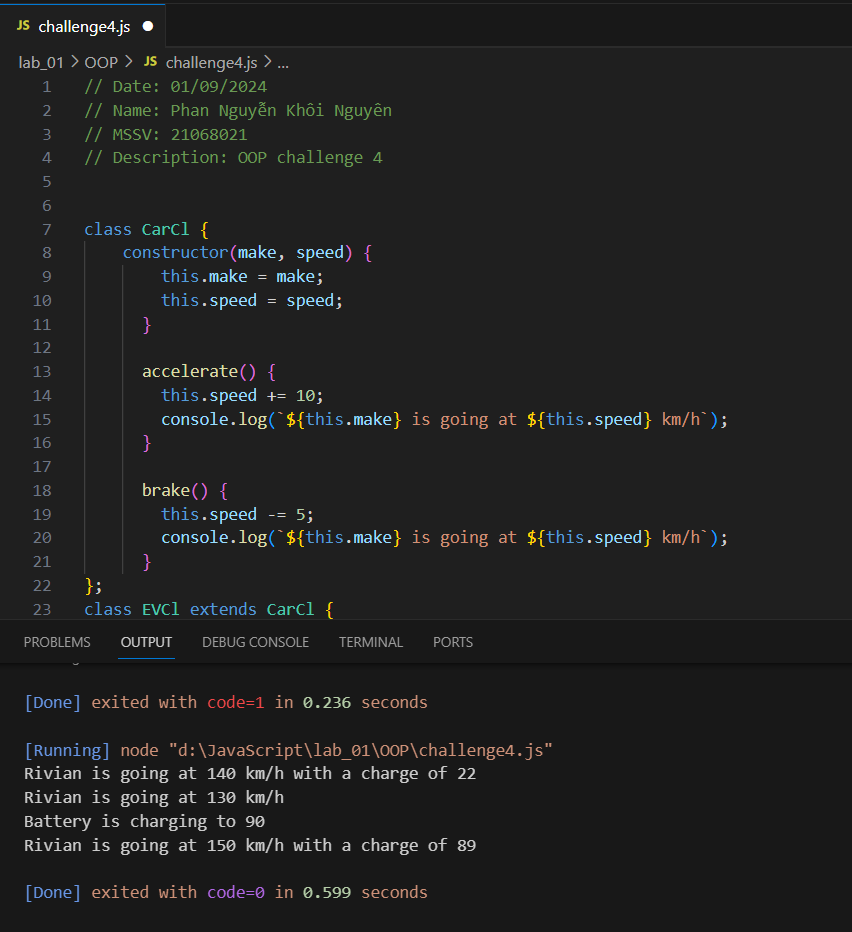 JS challenge4.js
lab_01 > OOP > JS challenge4.js > ...
1 // Date: 01/09/2024
2 // Name: Phan Nguyễn Khôi Nguyên
3 // MSSV: 21068021
4 // Description: OOP challenge 4
5
6
7 class CarCl {
8 constructor(make, speed) {
9 this.make = make;
10 this.speed = speed;
11 }
12
13 accelerate() {
14 this.speed += 10;
15 console.log(`${this.make} is going at ${this.speed} km/h`);
16 }
17
18 brake() {
19 this.speed -= 5;
20 console.log(`${this.make} is going at ${this.speed} km/h`);
21 }
22 };
23 class EVCl extends CarCl {
PROBLEMS OUTPUT DEBUG CONSOLE TERMINAL PORTS
[Done] exited with code=1 in 0.236 seconds
[Running] node "d:\JavaScript\lab_01\OOP\challenge4.js"
Rivian is going at 140 km/h with a charge of 22
Rivian is going at 130 km/h
Battery is charging to 90
Rivian is going at 150 km/h with a charge of 89
[Done] exited with code=0 in 0.599 seconds